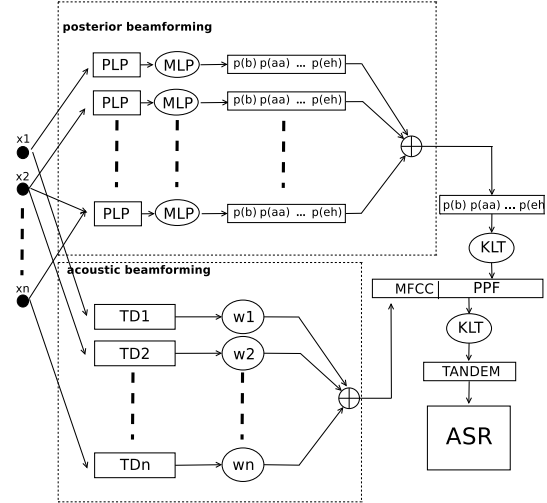 posterior beamforming
PLP MLP p(b) p(aa) ... p(eh)
PLP MLP p(b) p(aa) ... p(eh)
x1
x2
PLP MLP p(b) p(aa) ... p(eh)
p(b) p(aa) ... p(eh
KLT
acoustic beamforming
xn
MFCC PPF
TD1 w1
KLT
TD2 w2
TANDEM
ASR
TDn wn